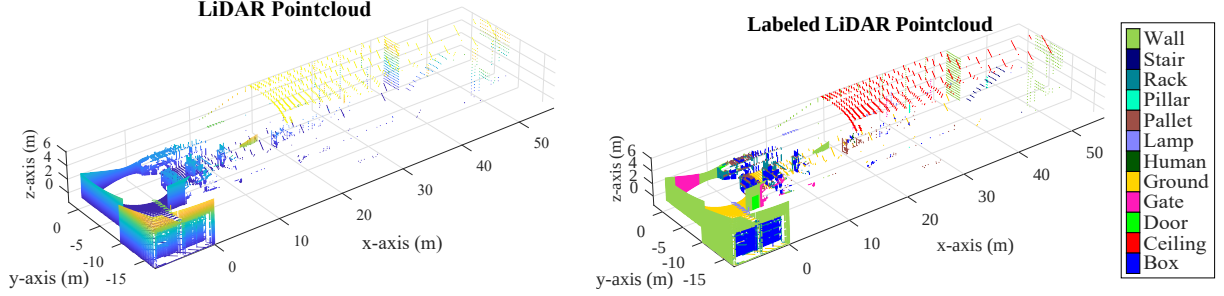 LiDAR Pointcloud
z-axis (m)
6
4
2
0
0
-5
-10
-15
y-axis (m)
0
10
20
30
40
50
x-axis (m)
Labeled LiDAR Pointcloud
z-axis (m)
6
4
2
0
0
-5
-10
-15
y-axis (m)
0
10
20
30
40
50
x-axis (m)
Wall
Stair
Rack
Pillar
Pallet
Lamp
Human
Ground
Gate
Door
Ceiling
Box